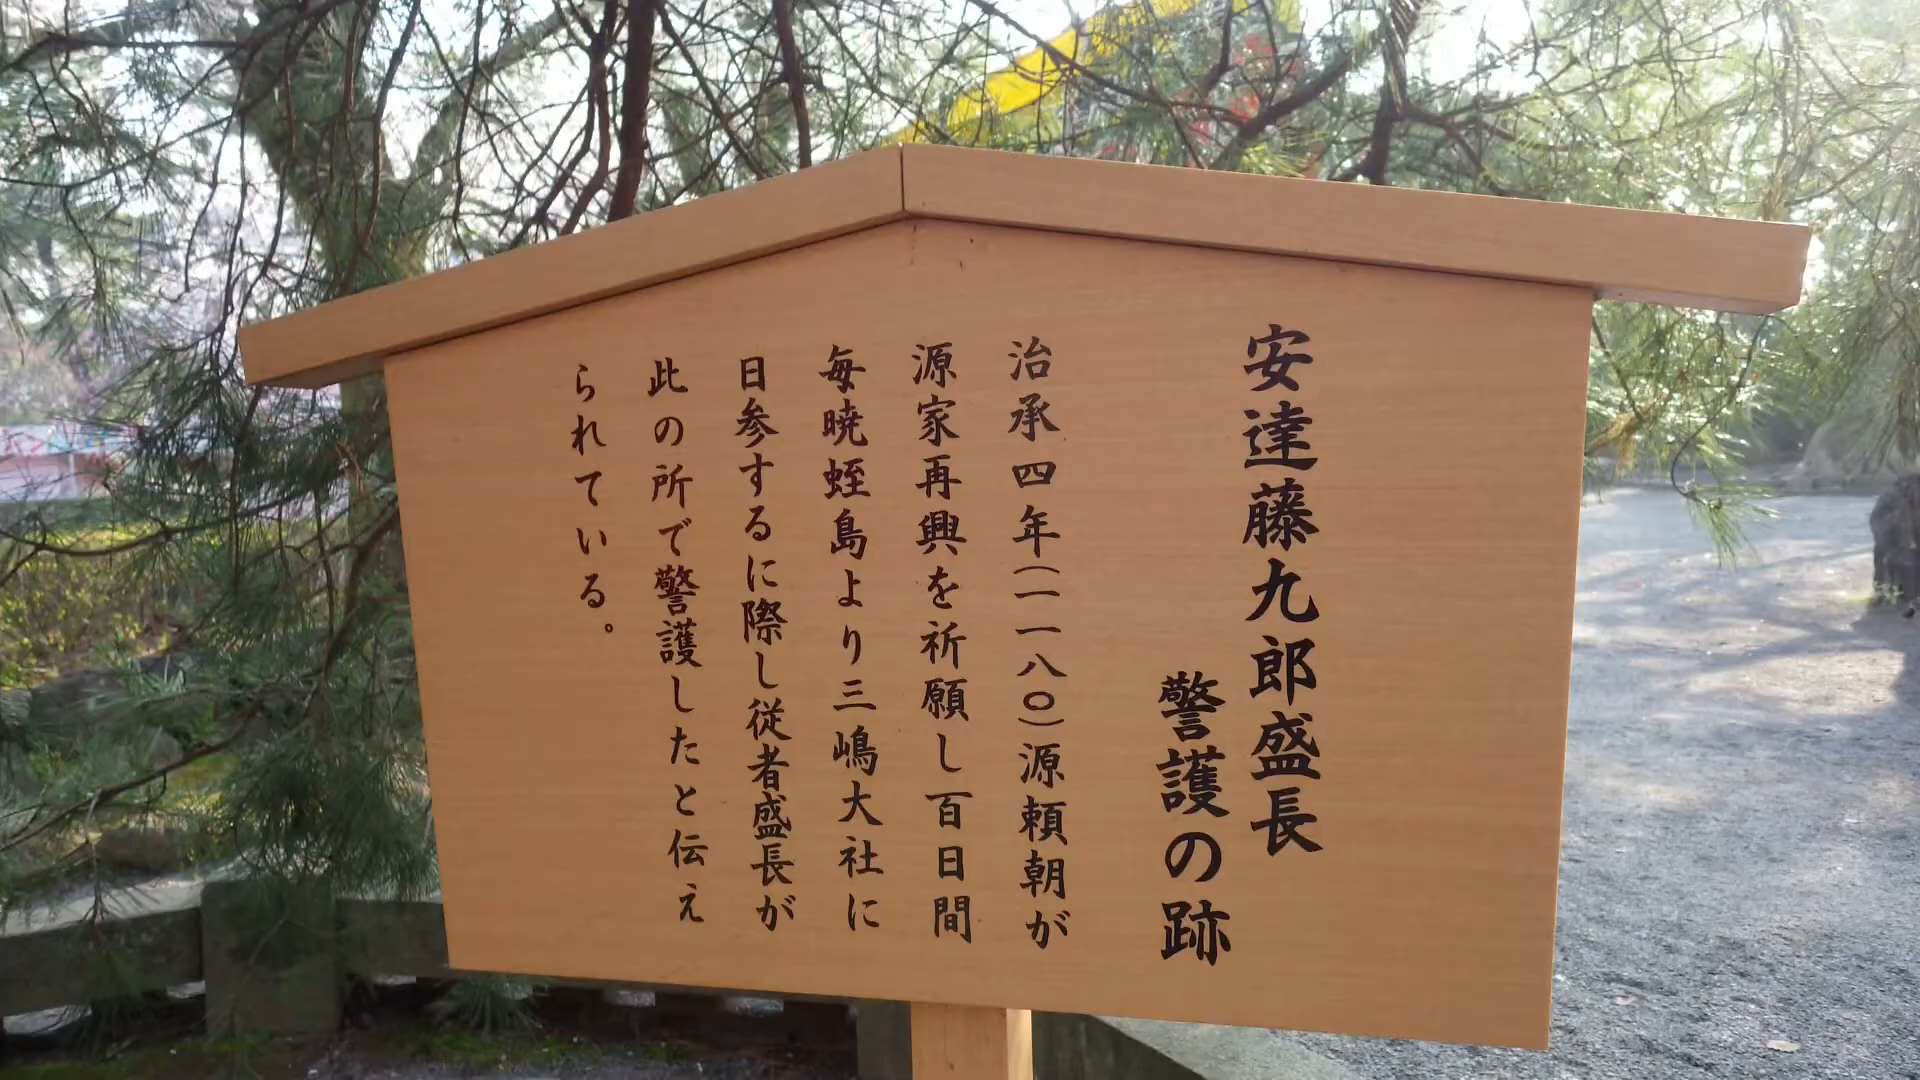 安達藤九郎盛長
警護の跡
治承四年(一一八〇)源頼朝が
源家再興を祈願し百日間
毎暁蛭島より三嶋大社に
日参するに際し従者盛長が
此の所で警護したと伝え
られている。